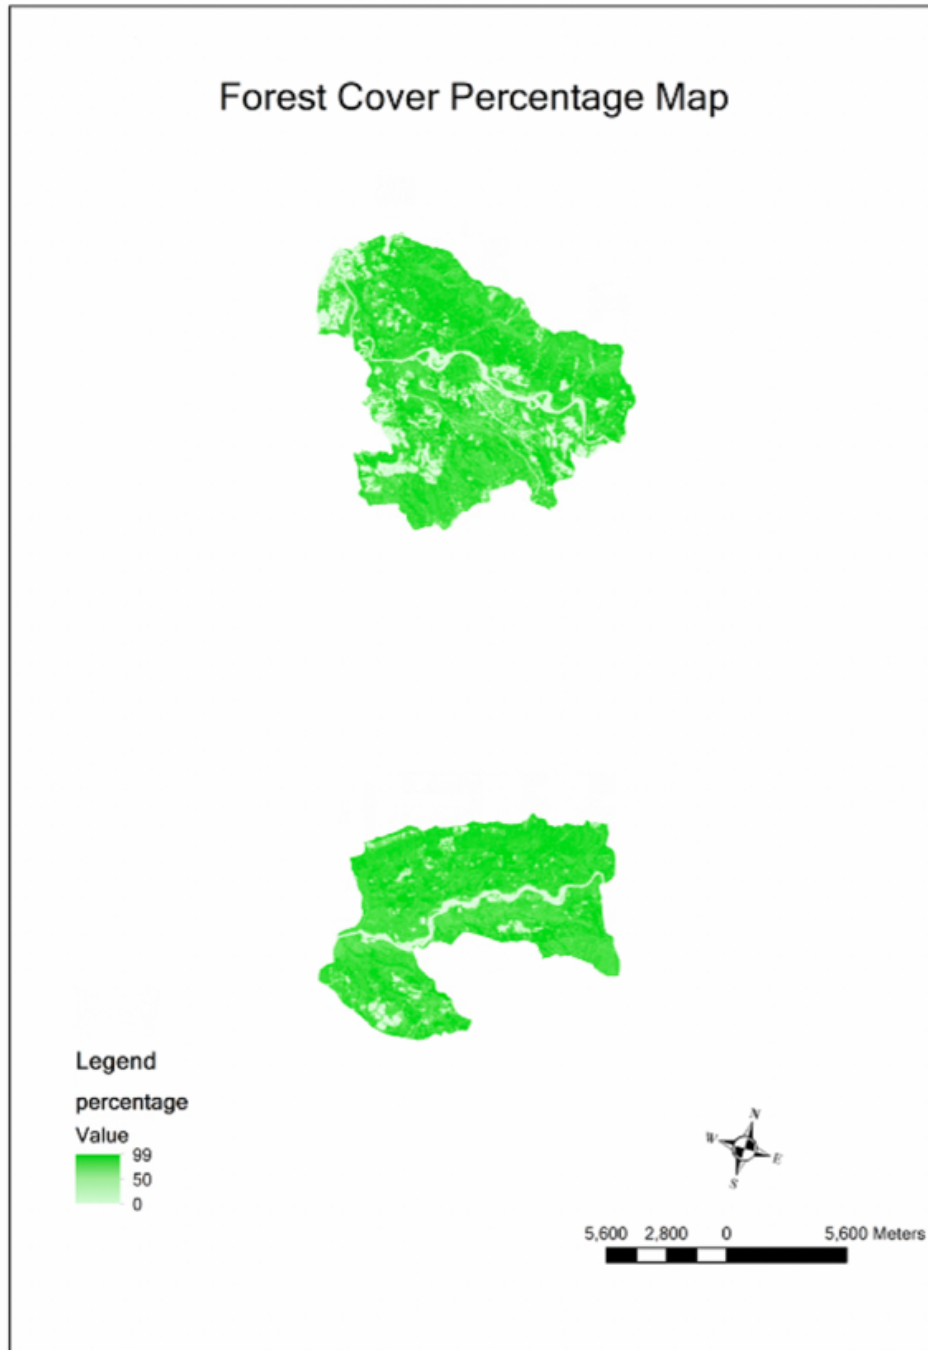 Forest Cover Percentage Map
Legend
percentage
Value
99
50
0
N
W
E
S
5,600 2,800 0 5,600 Meters